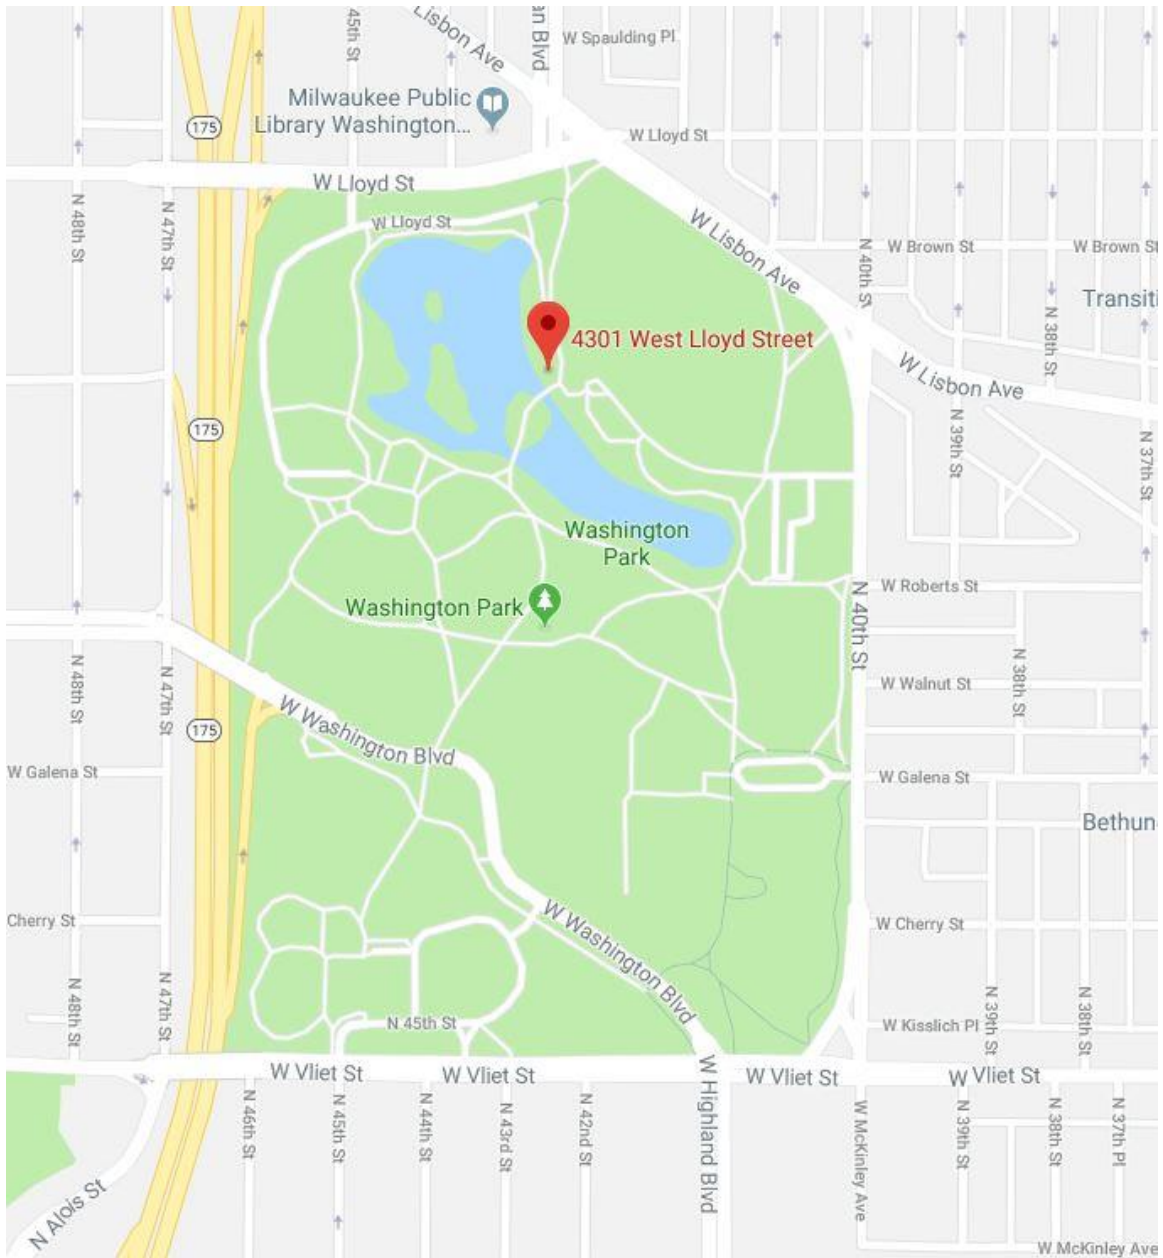 45th St
Lisbon Ave
an Blvd
W Spaulding Pl
Milwaukee Public
Library Washington...
175
W Lloyd St
W Lloyd St
N 48th St
N 47th St
W Lloyd St
W Lisbon Ave
N 40th St
W Brown St
W Brown St
Transiti
N 38th St
4301 West Lloyd Street
W Lisbon Ave
175
N 39th St
N 37th St
Washington
Park
Washington Park
N 40th St
W Roberts St
N 48th St
N 47th St
N 38th St
W Walnut St
175
W Washington Blvd
W Galena St
W Galena St
Bethun
Cherry St
W Washington Blvd
W Cherry St
N 48th St
N 47th St
N 45th St
N 39th St
N 38th St
W Kisslich Pl
W Vliet St
W Vliet St
W Vliet St
W Vliet St
N 46th St
N 45th St
N 44th St
N 43rd St
N 42nd St
W Highland Blvd
W McKinley Ave
N 39th St
N 38th St
N 37th Pl
N Alois St
W McKinley Ave